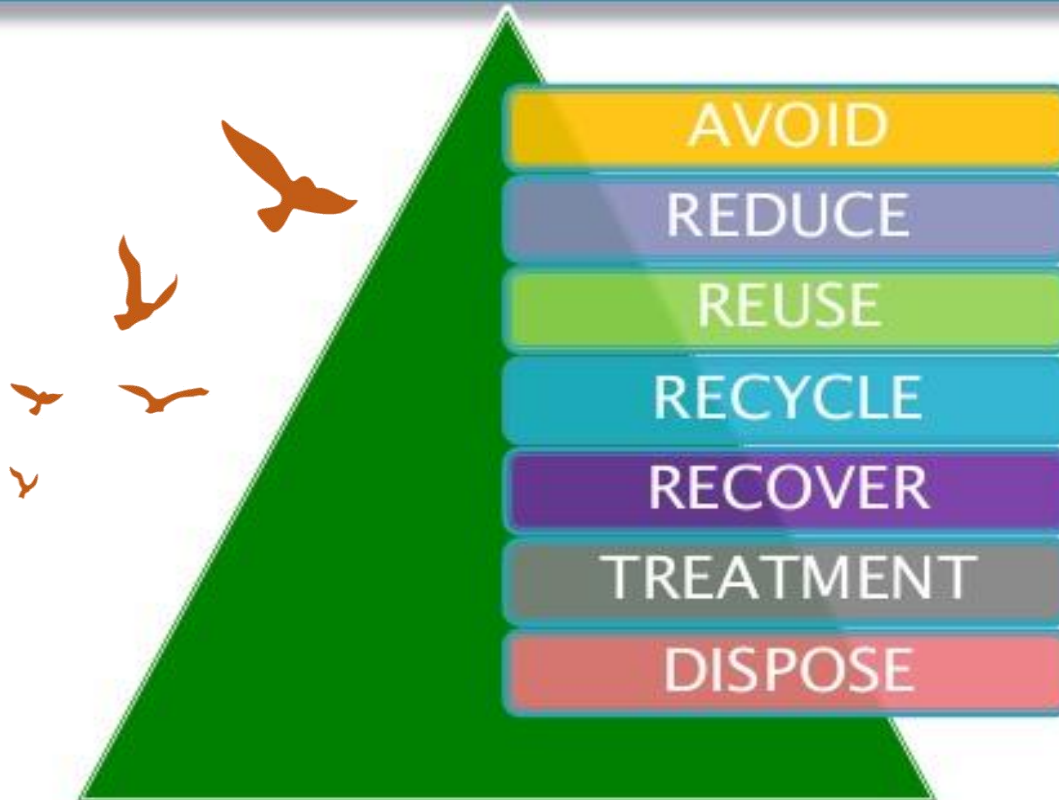 AVOID
REDUCE
REUSE
RECYCLE
RECOVER
TREATMENT
DISPOSE